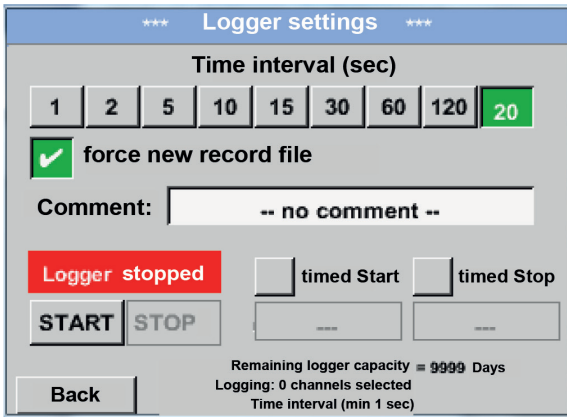 *** Logger settings ***
Time interval (sec)
1 2 5 10 15 30 60 120 20
force new record file
Comment: -- no comment --
Logger stopped timed Start timed Stop
START STOP --- ---
Remaining logger capacity = 9999 Days
Logging: 0 channels selected
Back Time interval (min 1 sec)